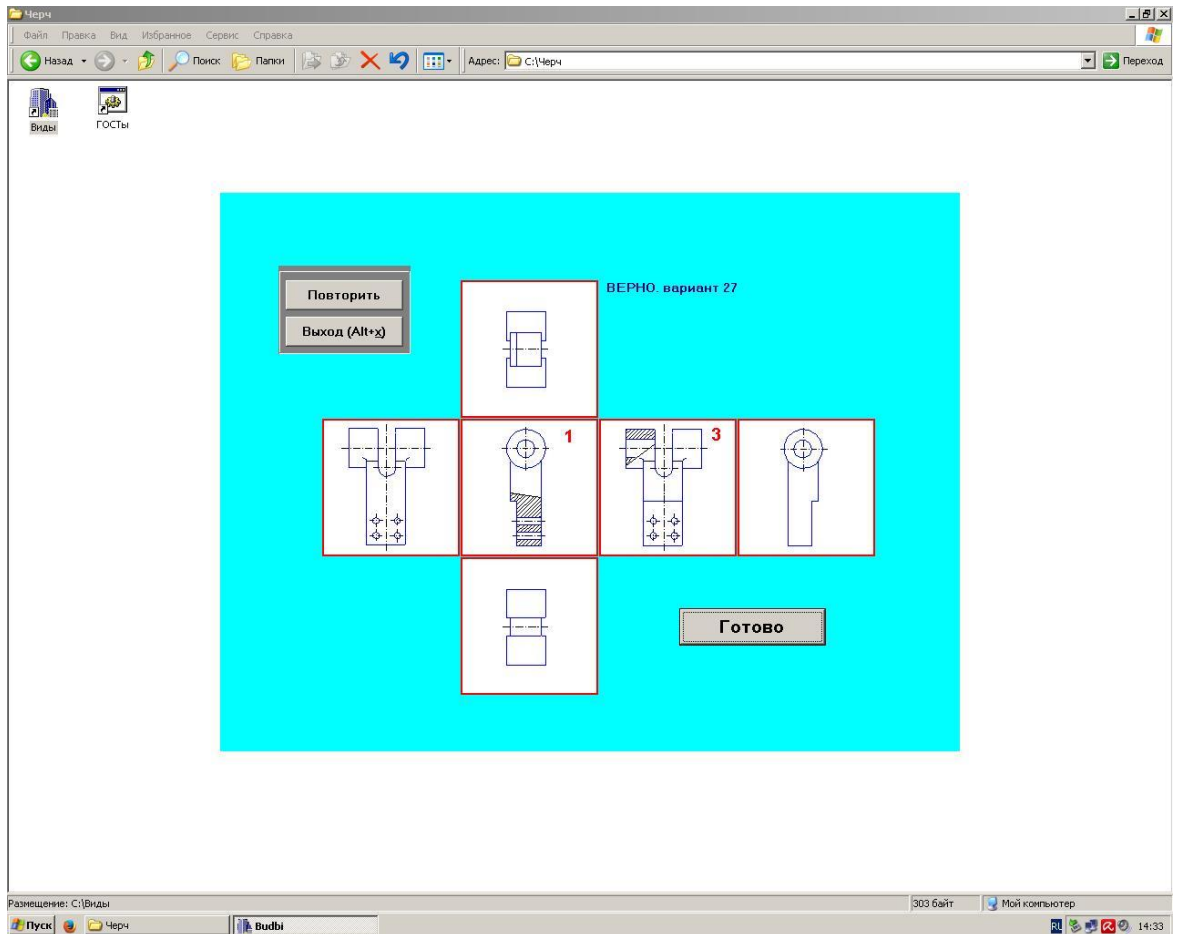 Черч
Файл Правка Вид Избранное Сервис Справка
Назад Поиск Папки Адрес: C:\Черч Переход
Виды ГОСТы
ВЕРНО. вариант 27
Повторить
Выход (Alt+x)
1 3
Готово
Размещение: C:\Виды 303 байт Мой компьютер
Пуск Черч Budbi RU 14:33